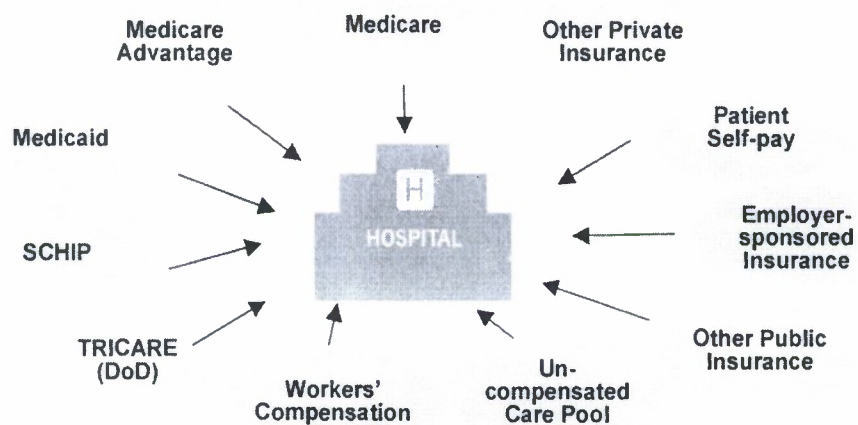 Medicare
Advantage
Medicare
Other Private
Insurance
Medicaid
Patient
Self-pay
H
HOSPITAL
SCHIP
Employer-
sponsored
Insurance
TRICARE
(DoD)
Workers'
Compensation
Un-
compensated
Care Pool
Other Public
Insurance